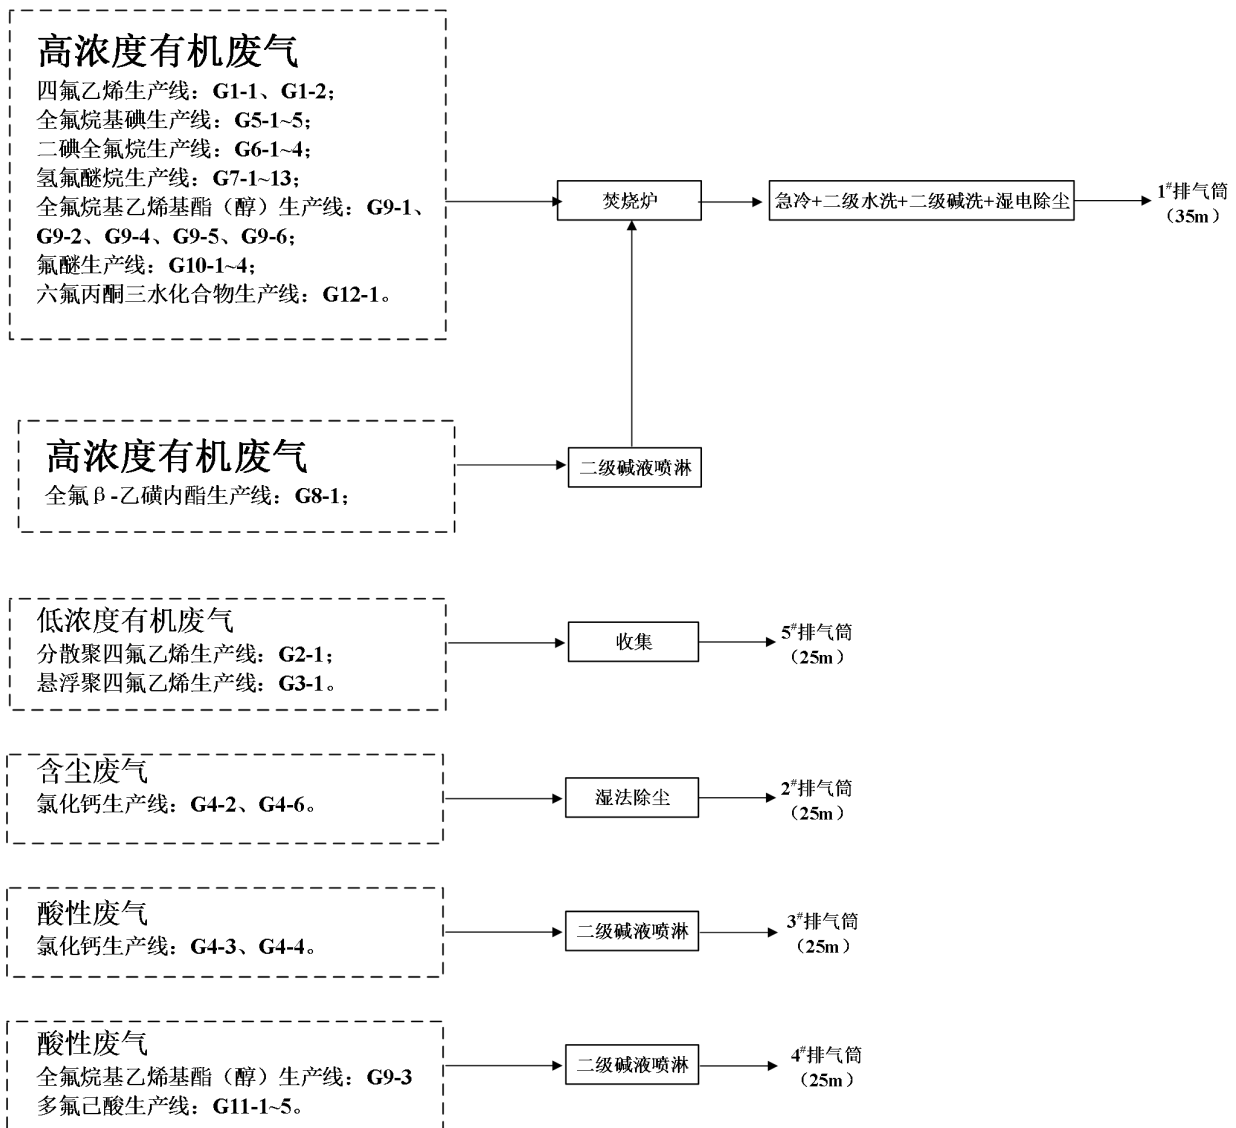 高浓度有机废气
四氟乙烯生产线：G1-1、G1-2；
全氟烷基碘生产线：G5-1~5；
二碘全氟烷生产线：G6-1~4；
氢氟醚烷生产线：G7-1~13；
全氟烷基乙烯基酯（醇）生产线：G9-1、
G9-2、G9-4、G9-5、G9-6；
氟醚生产线：G10-1~4；
六氟丙酮三水化合物生产线：G12-1。
焚烧炉
急冷+二级水洗+二级碱洗+湿电除尘
1#排气筒
（35m）
高浓度有机废气
全氟β-乙磺内酯生产线：G8-1；
二级碱液喷淋
低浓度有机废气
分散聚四氟乙烯生产线：G2-1；
悬浮聚四氟乙烯生产线：G3-1。
收集
5#排气筒
（25m）
含尘废气
氯化钙生产线：G4-2、G4-6。
湿法除尘
2#排气筒
（25m）
酸性废气
氯化钙生产线：G4-3、G4-4。
二级碱液喷淋
3#排气筒
（25m）
酸性废气
全氟烷基乙烯基酯（醇）生产线：G9-3
多氟己酸生产线：G11-1~5。
二级碱液喷淋
4#排气筒
（25m）